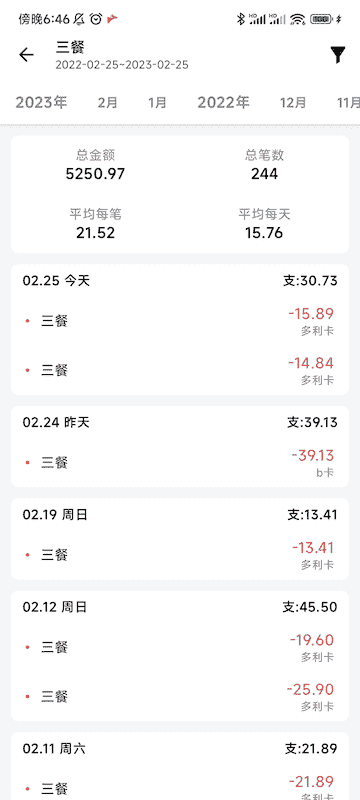 傍晚6:46
三餐
2022-02-25~2023-02-25
2023年 2月 1月 2022年 12月 11月
总金额 总笔数
5250.97 244
平均每笔 平均每天
21.52 15.76
02.25 今天 支:30.73
三餐 -15.89
多利卡
三餐 -14.84
多利卡
02.24 昨天 支:39.13
三餐 -39.13
b卡
02.19 周日 支:13.41
三餐 -13.41
多利卡
02.12 周日 支:45.50
三餐 -19.60
多利卡
三餐 -25.90
多利卡
02.11 周六 支:21.89
三餐 -21.89
多利卡